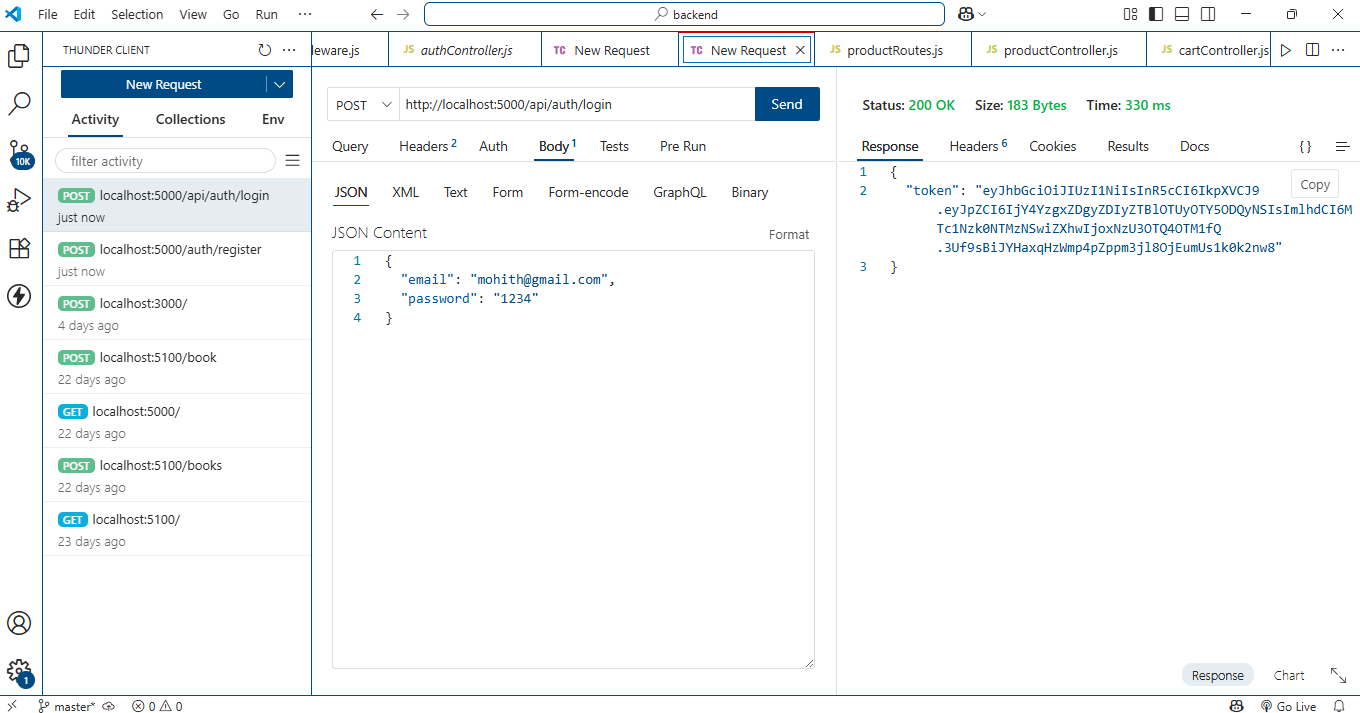 File Edit Selection View Go Run ···
backend
THUNDER CLIENT
leware.js
JS authController.js
TC New Request
TC New Request
JS productRoutes.js
JS productController.js
JS cartController.js
New Request
Activity Collections Env
filter activity
POST localhost:5000/api/auth/login
just now
POST localhost:5000/auth/register
just now
POST localhost:3000/
4 days ago
POST localhost:5100/book
22 days ago
GET localhost:5000/
22 days ago
POST localhost:5100/books
22 days ago
GET localhost:5100/
23 days ago
10K
1
POST http://localhost:5000/api/auth/login Send
Query Headers 2 Auth Body 1 Tests Pre Run
JSON XML Text Form Form-encode GraphQL Binary
JSON Content Format
1 {
2 "email": "mohith@gmail.com",
3 "password": "1234"
4 }
Status: 200 OK Size: 183 Bytes Time: 330 ms
Response Headers 6 Cookies Results Docs { }
Copy
1 {
2 "token": "eyJhbGciOiJIUzI1NiIsInR5cCI6IkpXVCJ9
.eyJpZCI6IjY4YzgxZDgyZDIyZTBlOTUyOTY5ODQyNSIsImlhdCI6M
Tc1Nzk0NTMzNSwiZXhwIjoxNzU3OTQ4OTM1fQ
.3Uf9sBiJYHaxqHzWmp4pZppm3jl8OjEumUs1k0k2nw8"
3 }
Response Chart
master* 0 0 Go Live